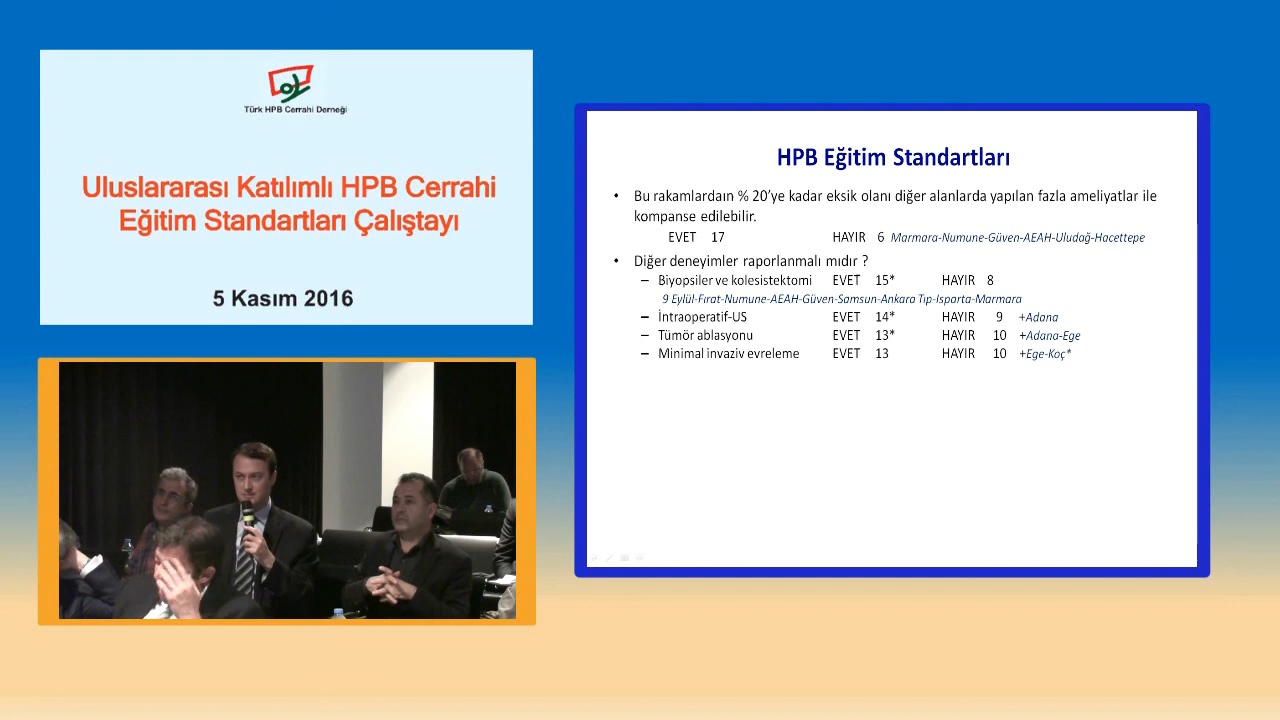 Türk HPB Cerrahi Derneği
Uluslararası Katılımlı HPB Cerrahi
Eğitim Standartları Çalıştayı
5 Kasım 2016
HPB Eğitim Standartları
• Bu rakamlardaın % 20'ye kadar eksik olanı diğer alanlarda yapılan fazla ameliyatlar ile
kompanse edilebilir.
EVET 17 HAYIR 6 Marmara-Numune-Güven-AEAH-Uludağ-Hacettepe
• Diğer deneyimler raporlanmalı mıdır ?
– Biyopsiler ve kolesistektomi EVET 15* HAYIR 8
9 Eylül-Fırat-Numune-AEAH-Güven-Samsun-Ankara Tıp-Isparta-Marmara
– İntraoperatif-US EVET 14* HAYIR 9 +Adana
– Tümör ablasyonu EVET 13* HAYIR 10 +Adana-Ege
– Minimal invaziv evreleme EVET 13 HAYIR 10 +Ege-Koç*